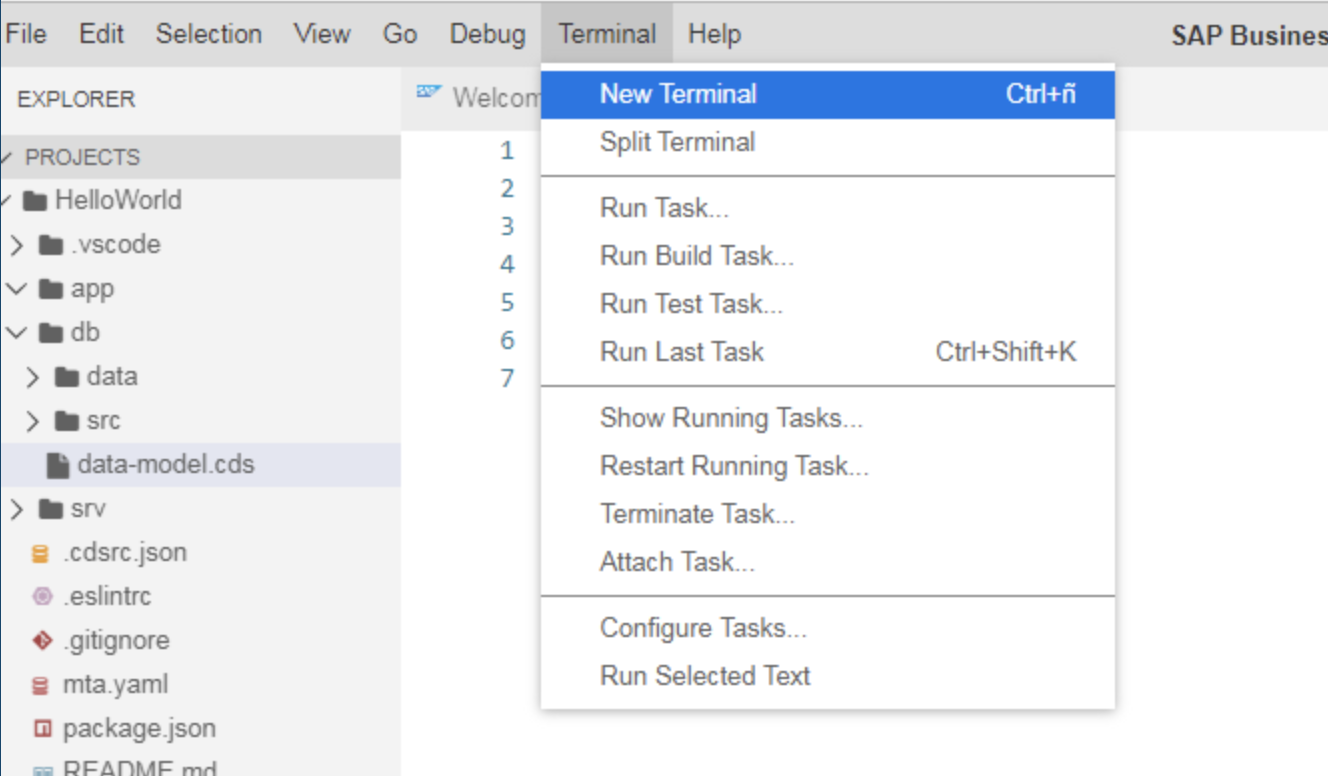 File Edit Selection View Go Debug Terminal Help SAP Busines
EXPLORER
PROJECTS
HelloWorld
.vscode
app
db
data
src
data-model.cds
srv
.cdsrc.json
.eslintrc
.gitignore
mta.yaml
package.json
README.md
SAP Welcom
1
2
3
4
5
6
7
New Terminal Ctrl+ñ
Split Terminal
Run Task...
Run Build Task...
Run Test Task...
Run Last Task Ctrl+Shift+K
Show Running Tasks...
Restart Running Task...
Terminate Task...
Attach Task...
Configure Tasks...
Run Selected Text